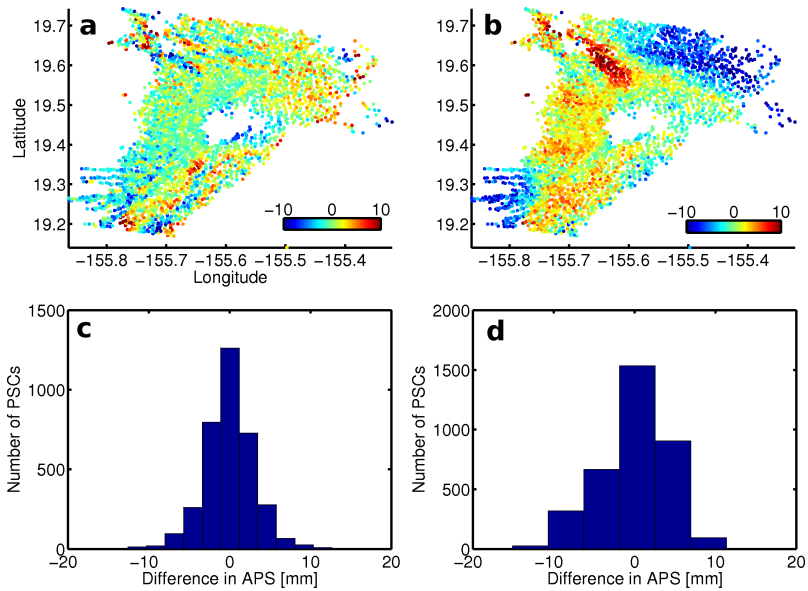 a
19.7
19.6
19.5
19.4
19.3
19.2
Latitude
−10 0 10
−155.8 −155.7 −155.6 −155.5 −155.4
Longitude
b
19.7
19.6
19.5
19.4
19.3
19.2
−10 0 10
−155.8 −155.7 −155.6 −155.5 −155.4
c
1500
1000
500
0
Number of PSCs
−20 −10 0 10 20
Difference in APS [mm]
d
2000
1500
1000
500
0
Number of PSCs
−20 −10 0 10 20
Difference in APS [mm]